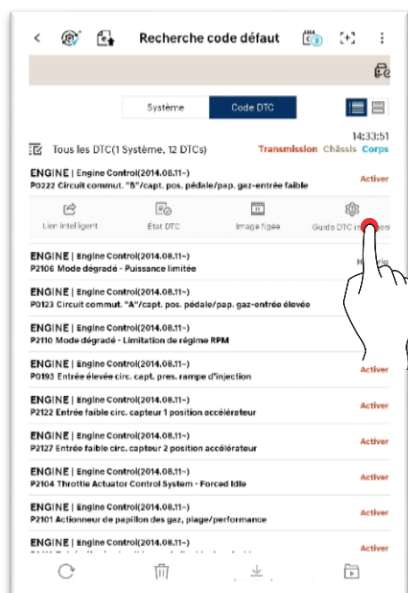 Recherche code défaut
Système
Code DTC
14:33:51
Tous les DTC(1 Système, 12 DTCs)
Transmission Châssis Corps
ENGINE | Engine Control(2014.08.11~)
P0222 Circuit commut. "B"/capt. pos. pédale/pap. gaz-entrée faible
Activer
Lien intelligent
État DTC
Image figée
Guide DTC
ENGINE | Engine Control(2014.08.11~)
P2106 Mode dégradé - Puissance limitée
ENGINE | Engine Control(2014.08.11~)
P0123 Circuit commut. "A"/capt. pos. pédale/pap. gaz-entrée élevée
ENGINE | Engine Control(2014.08.11~)
P2110 Mode dégradé - Limitation de régime RPM
ENGINE | Engine Control(2014.08.11~)
P0193 Entrée élevée circ. capt. pres. rampe d'injection
Activer
ENGINE | Engine Control(2014.08.11~)
P2122 Entrée faible circ. capteur 1 position accélérateur
Activer
ENGINE | Engine Control(2014.08.11~)
P2127 Entrée faible circ. capteur 2 position accélérateur
Activer
ENGINE | Engine Control(2014.08.11~)
P2104 Throttle Actuator Control System - Forced Idle
Activer
ENGINE | Engine Control(2014.08.11~)
P2101 Actionneur de papillon des gaz, plage/performance
Activer
ENGINE | Engine Control(2014.08.11~)
Activer